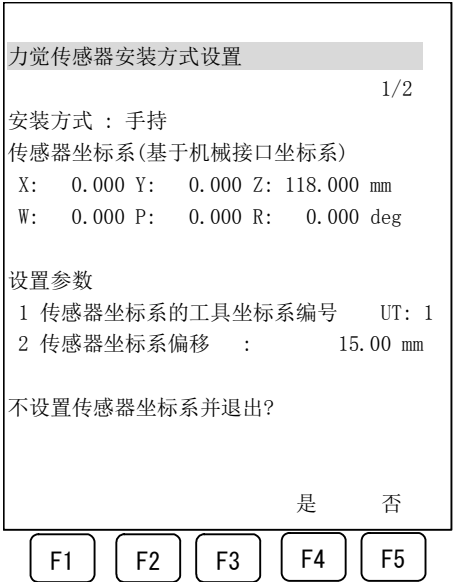 力觉传感器安装方式设置
1/2
安装方式 : 手持
传感器坐标系(基于机械接口坐标系)
X: 0.000 Y: 0.000 Z: 118.000 mm
W: 0.000 P: 0.000 R: 0.000 deg
设置参数
1 传感器坐标系的工具坐标系编号 UT: 1
2 传感器坐标系偏移 : 15.00 mm
不设置传感器坐标系并退出?
是 否
F1 F2 F3 F4 F5